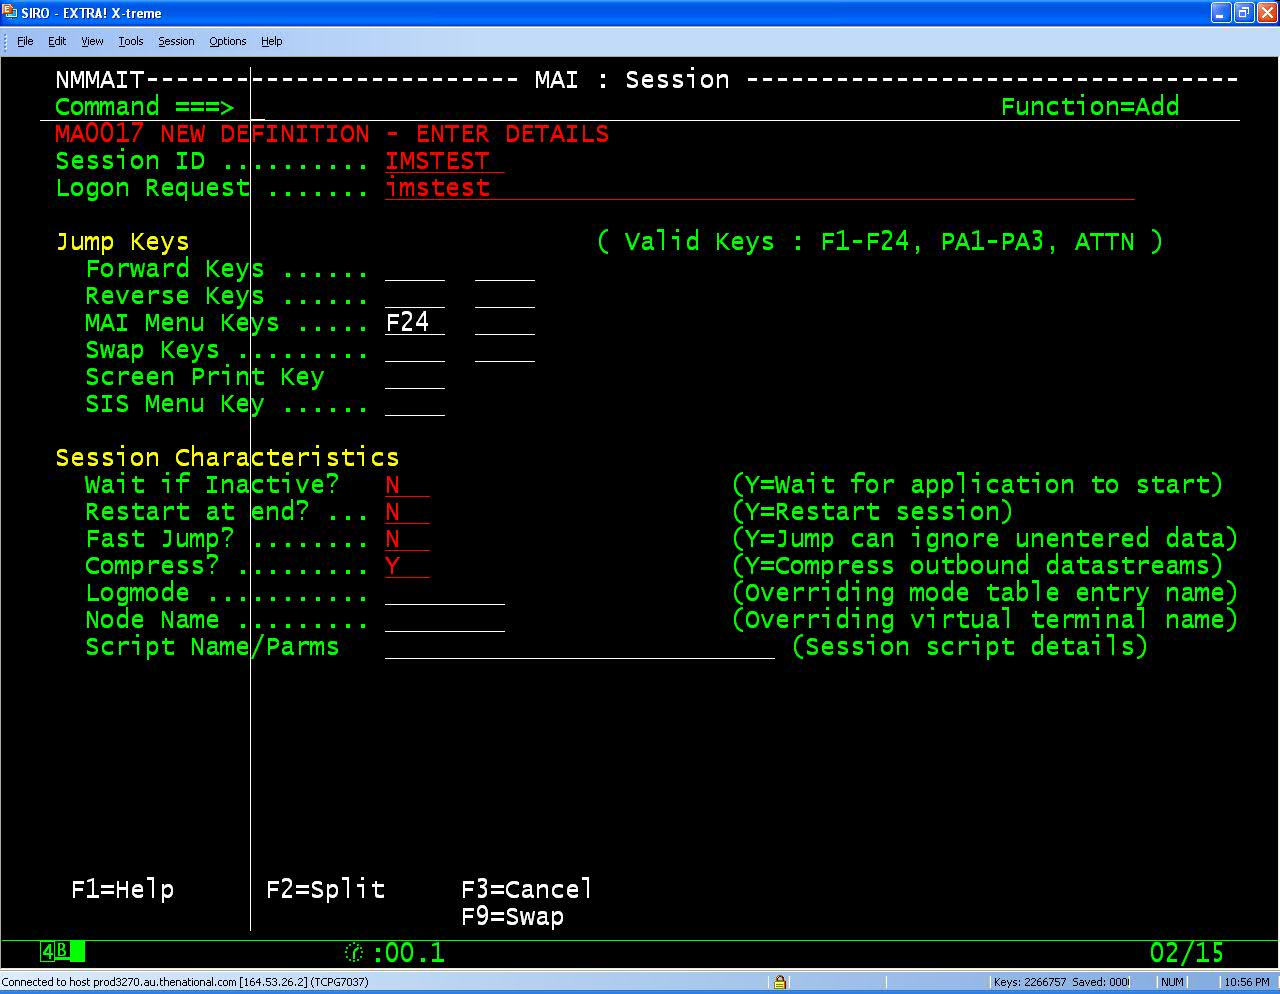 SIRO - EXTRA! X-treme
File Edit View Tools Session Options Help
NMMAIT------------------------- MAI : Session ---------------------------------
Command ===> Function=Add
MA0017 NEW DEFINITION - ENTER DETAILS
Session ID .......... IMSTEST
Logon Request ....... imstest
Jump Keys ( Valid Keys : F1-F24, PA1-PA3, ATTN )
Forward Keys ......
Reverse Keys ......
MAI Menu Keys ..... F24
Swap Keys .........
Screen Print Key
SIS Menu Key ......
Session Characteristics
Wait if Inactive? N (Y=Wait for application to start)
Restart at end? ... N (Y=Restart session)
Fast Jump? ........ N (Y=Jump can ignore unentered data)
Compress? ......... Y (Y=Compress outbound datastreams)
Logmode ........... (Overriding mode table entry name)
Node Name ......... (Overriding virtual terminal name)
Script Name/Parms (Session script details)
F1=Help F2=Split F3=Cancel
F9=Swap
4B :00.1 02/15
Connected to host prod3270.au.thenational.com [164.53.26.2] (TCPG7037) Keys: 2266757 Saved: 000 NUM 10:56 PM